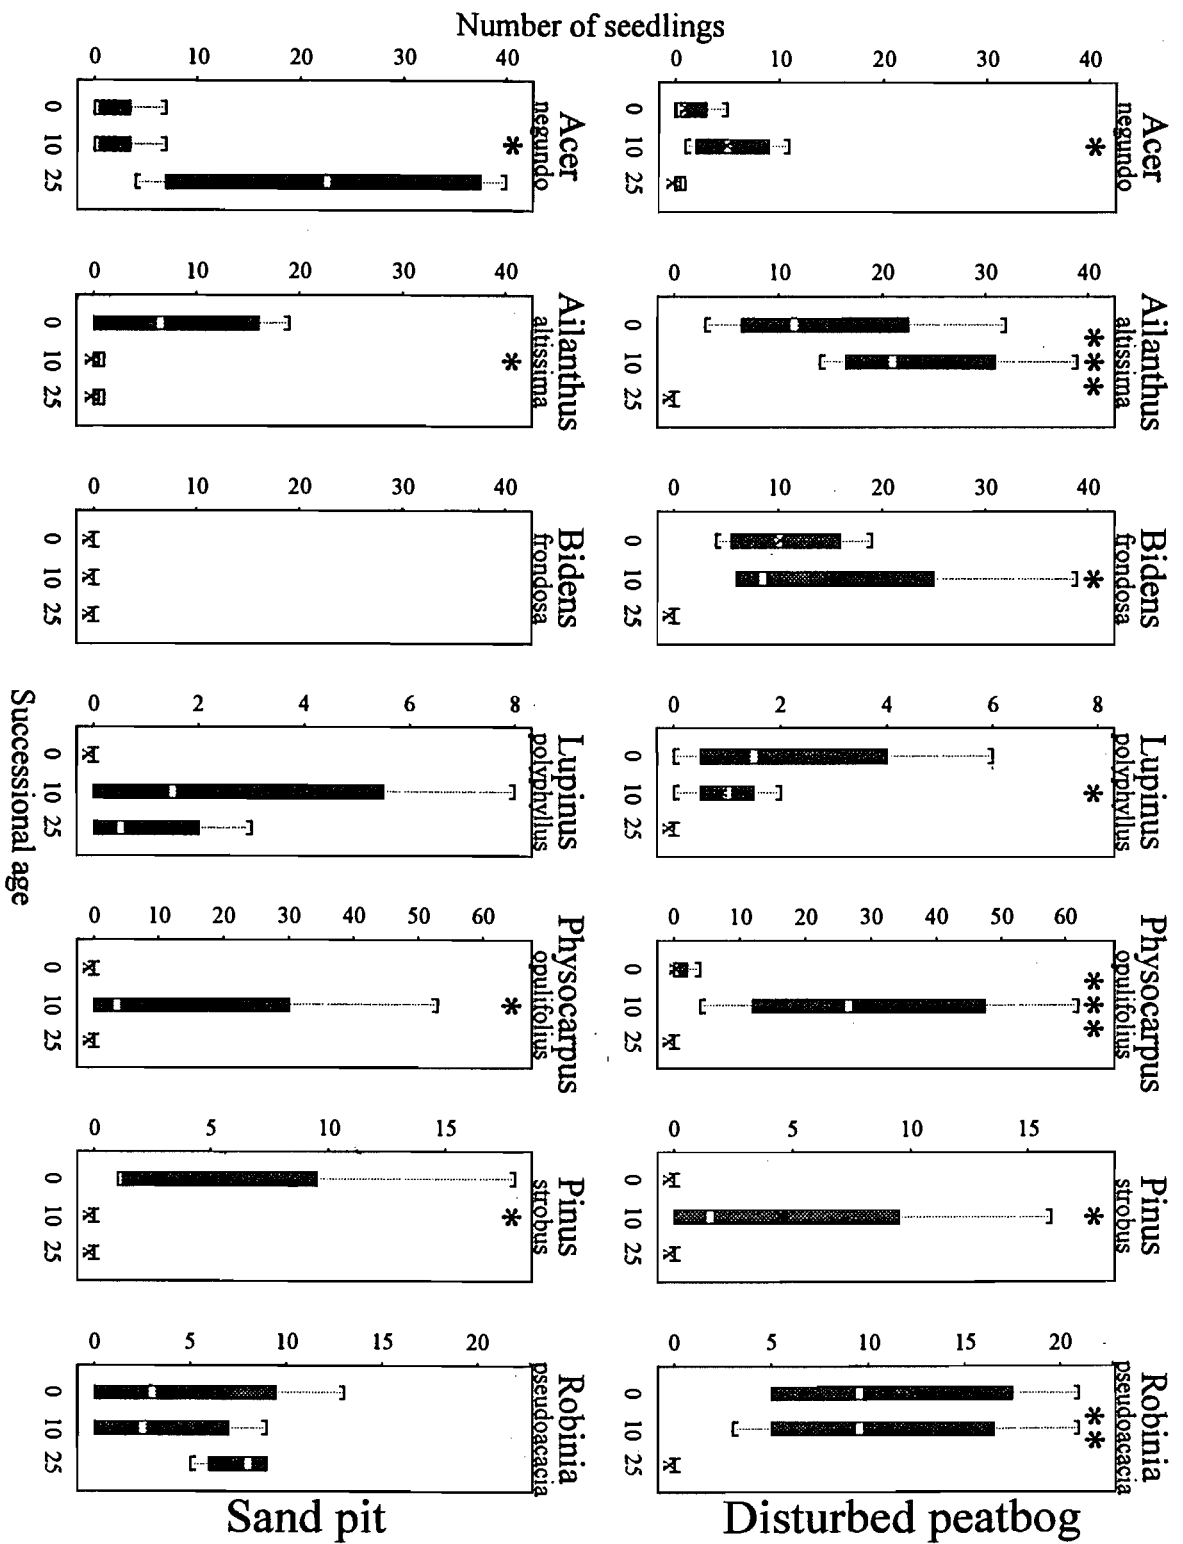 Disturbed peatbog
Acer
negundo
*
0 10 20 30 40
0 10 25
Ailanthus
altissima
* * *
0 10 20 30 40
0 10 25
Bidens
frondosa
*
0 10 20 30 40
0 10 25
Lupinus
polyphyllus
*
0 2 4 6 8
0 10 25
Physocarpus
opulifolius
* * *
0 10 20 30 40 50 60
0 10 25
Pinus
strobus
*
0 5 10 15
0 10 25
Robinia
pseudoacacia
* *
0 5 10 15 20
0 10 25
Number of seedlings
Sand pit
Acer
negundo
*
0 10 20 30 40
0 10 25
Ailanthus
altissima
*
0 10 20 30 40
0 10 25
Bidens
frondosa
0 10 20 30 40
0 10 25
Lupinus
polyphyllus
0 2 4 6 8
0 10 25
Physocarpus
opulifolius
*
0 10 20 30 40 50 60
0 10 25
Pinus
strobus
*
0 5 10 15
0 10 25
Robinia
pseudoacacia
0 5 10 15 20
0 10 25
Successional age